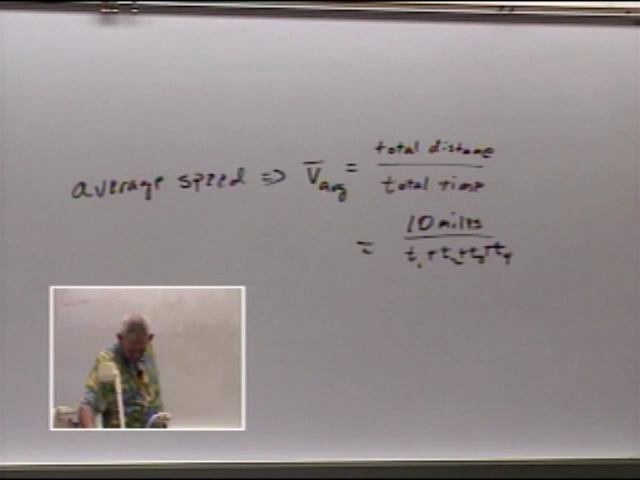 average speed ⇒ V̅avg = total distance / total time
= 10 miles / t₁ + t₂ + t₃ + t₄